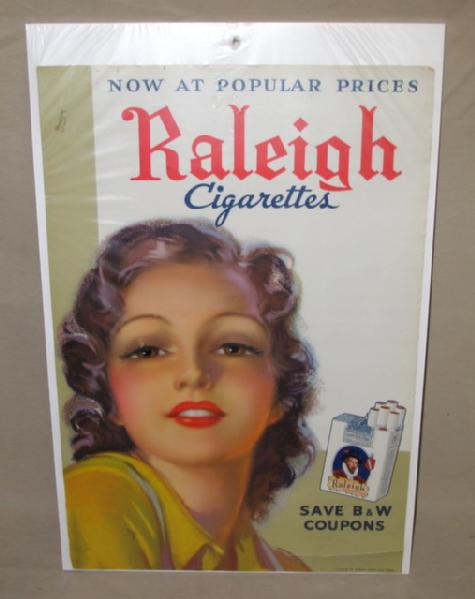 NOW AT POPULAR PRICES
Raleigh
Cigarettes
Raleigh
SAVE B & W
COUPONS